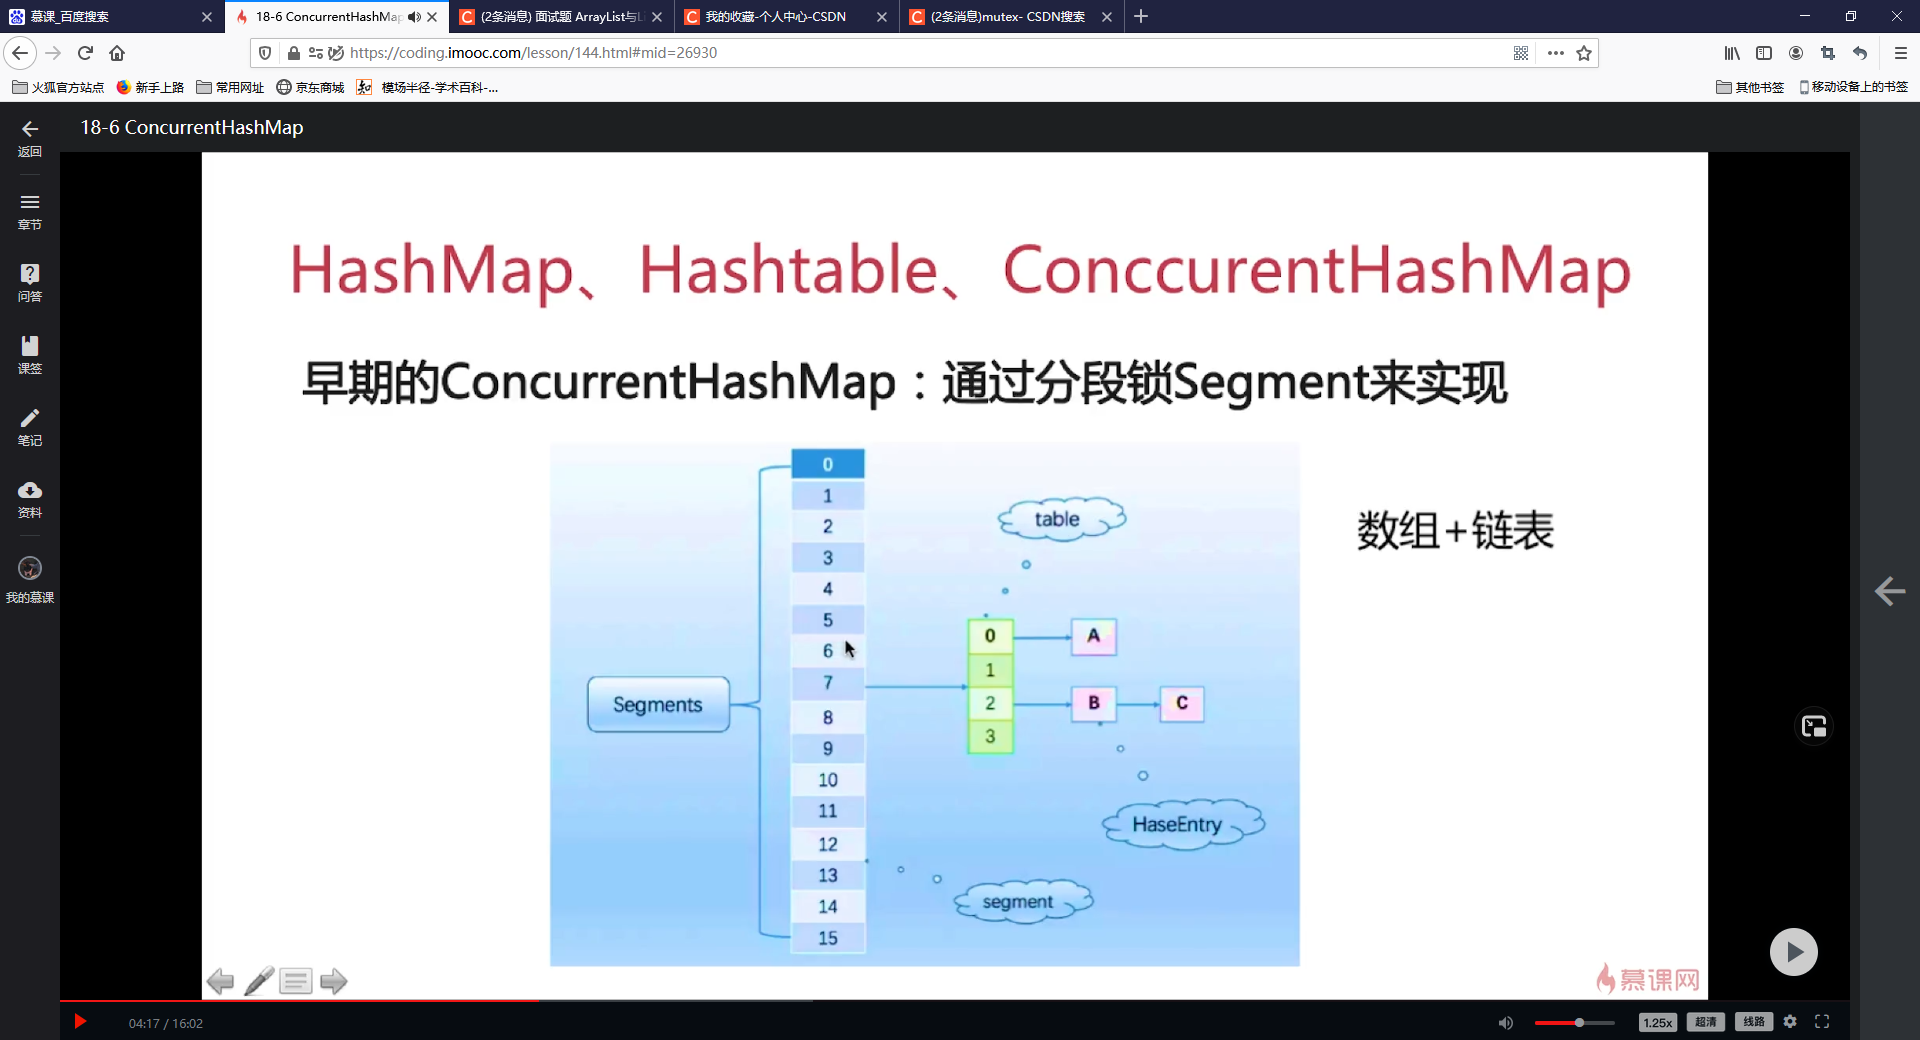 慕课_百度搜索
18-6 ConcurrentHashMap
(2条消息) 面试题 ArrayList与Li
我的收藏-个人中心-CSDN
(2条消息)mutex- CSDN搜索
https://coding.imooc.com/lesson/144.html#mid=26930
火狐官方站点
新手上路
常用网址
京东商城
模场半径-学术百科-...
其他书签
移动设备上的书签
返回
18-6 ConcurrentHashMap
章节
问答
课签
笔记
资料
我的慕课
HashMap、Hashtable、ConccurentHashMap
早期的ConcurrentHashMap：通过分段锁Segment来实现
数组+链表
Segments
0
1
2
3
4
5
6
7
8
9
10
11
12
13
14
15
table
0
1
2
3
A
B
C
HaseEntry
segment
慕课网
04:17 / 16:02
1.25x
超清
线路